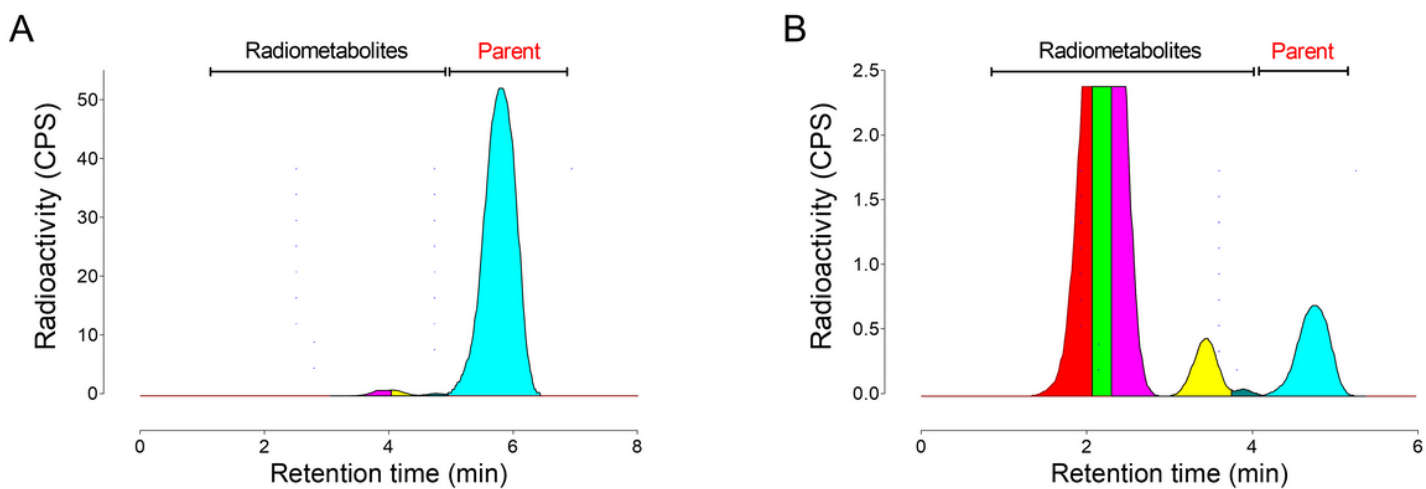 A
Radiometabolites Parent
Radioactivity (CPS)
50
40
30
20
10
0
0 2 4 6 8
Retention time (min)
B
Radiometabolites Parent
Radioactivity (CPS)
2.5
2.0
1.5
1.0
0.5
0.0
0 2 4 6
Retention time (min)